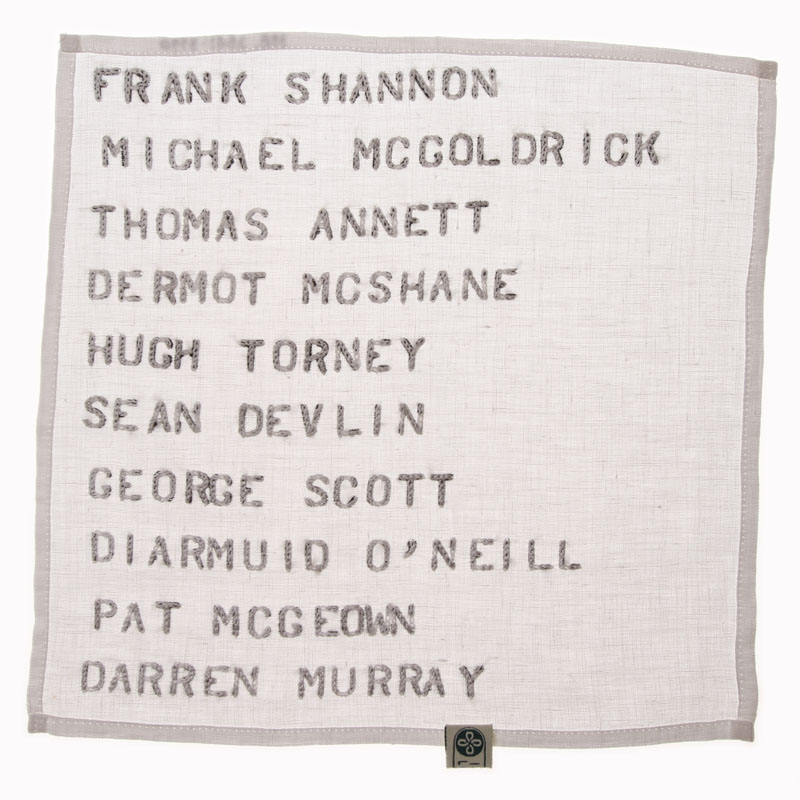 FRANK SHANNON
MICHAEL MCGOLDRICK
THOMAS ANNETT
DERMOT MCSHANE
HUGH TORNEY
SEAN DEVLIN
GEORGE SCOTT
DIARMUID O'NEILL
PAT MCGEOWN
DARREN MURRAY